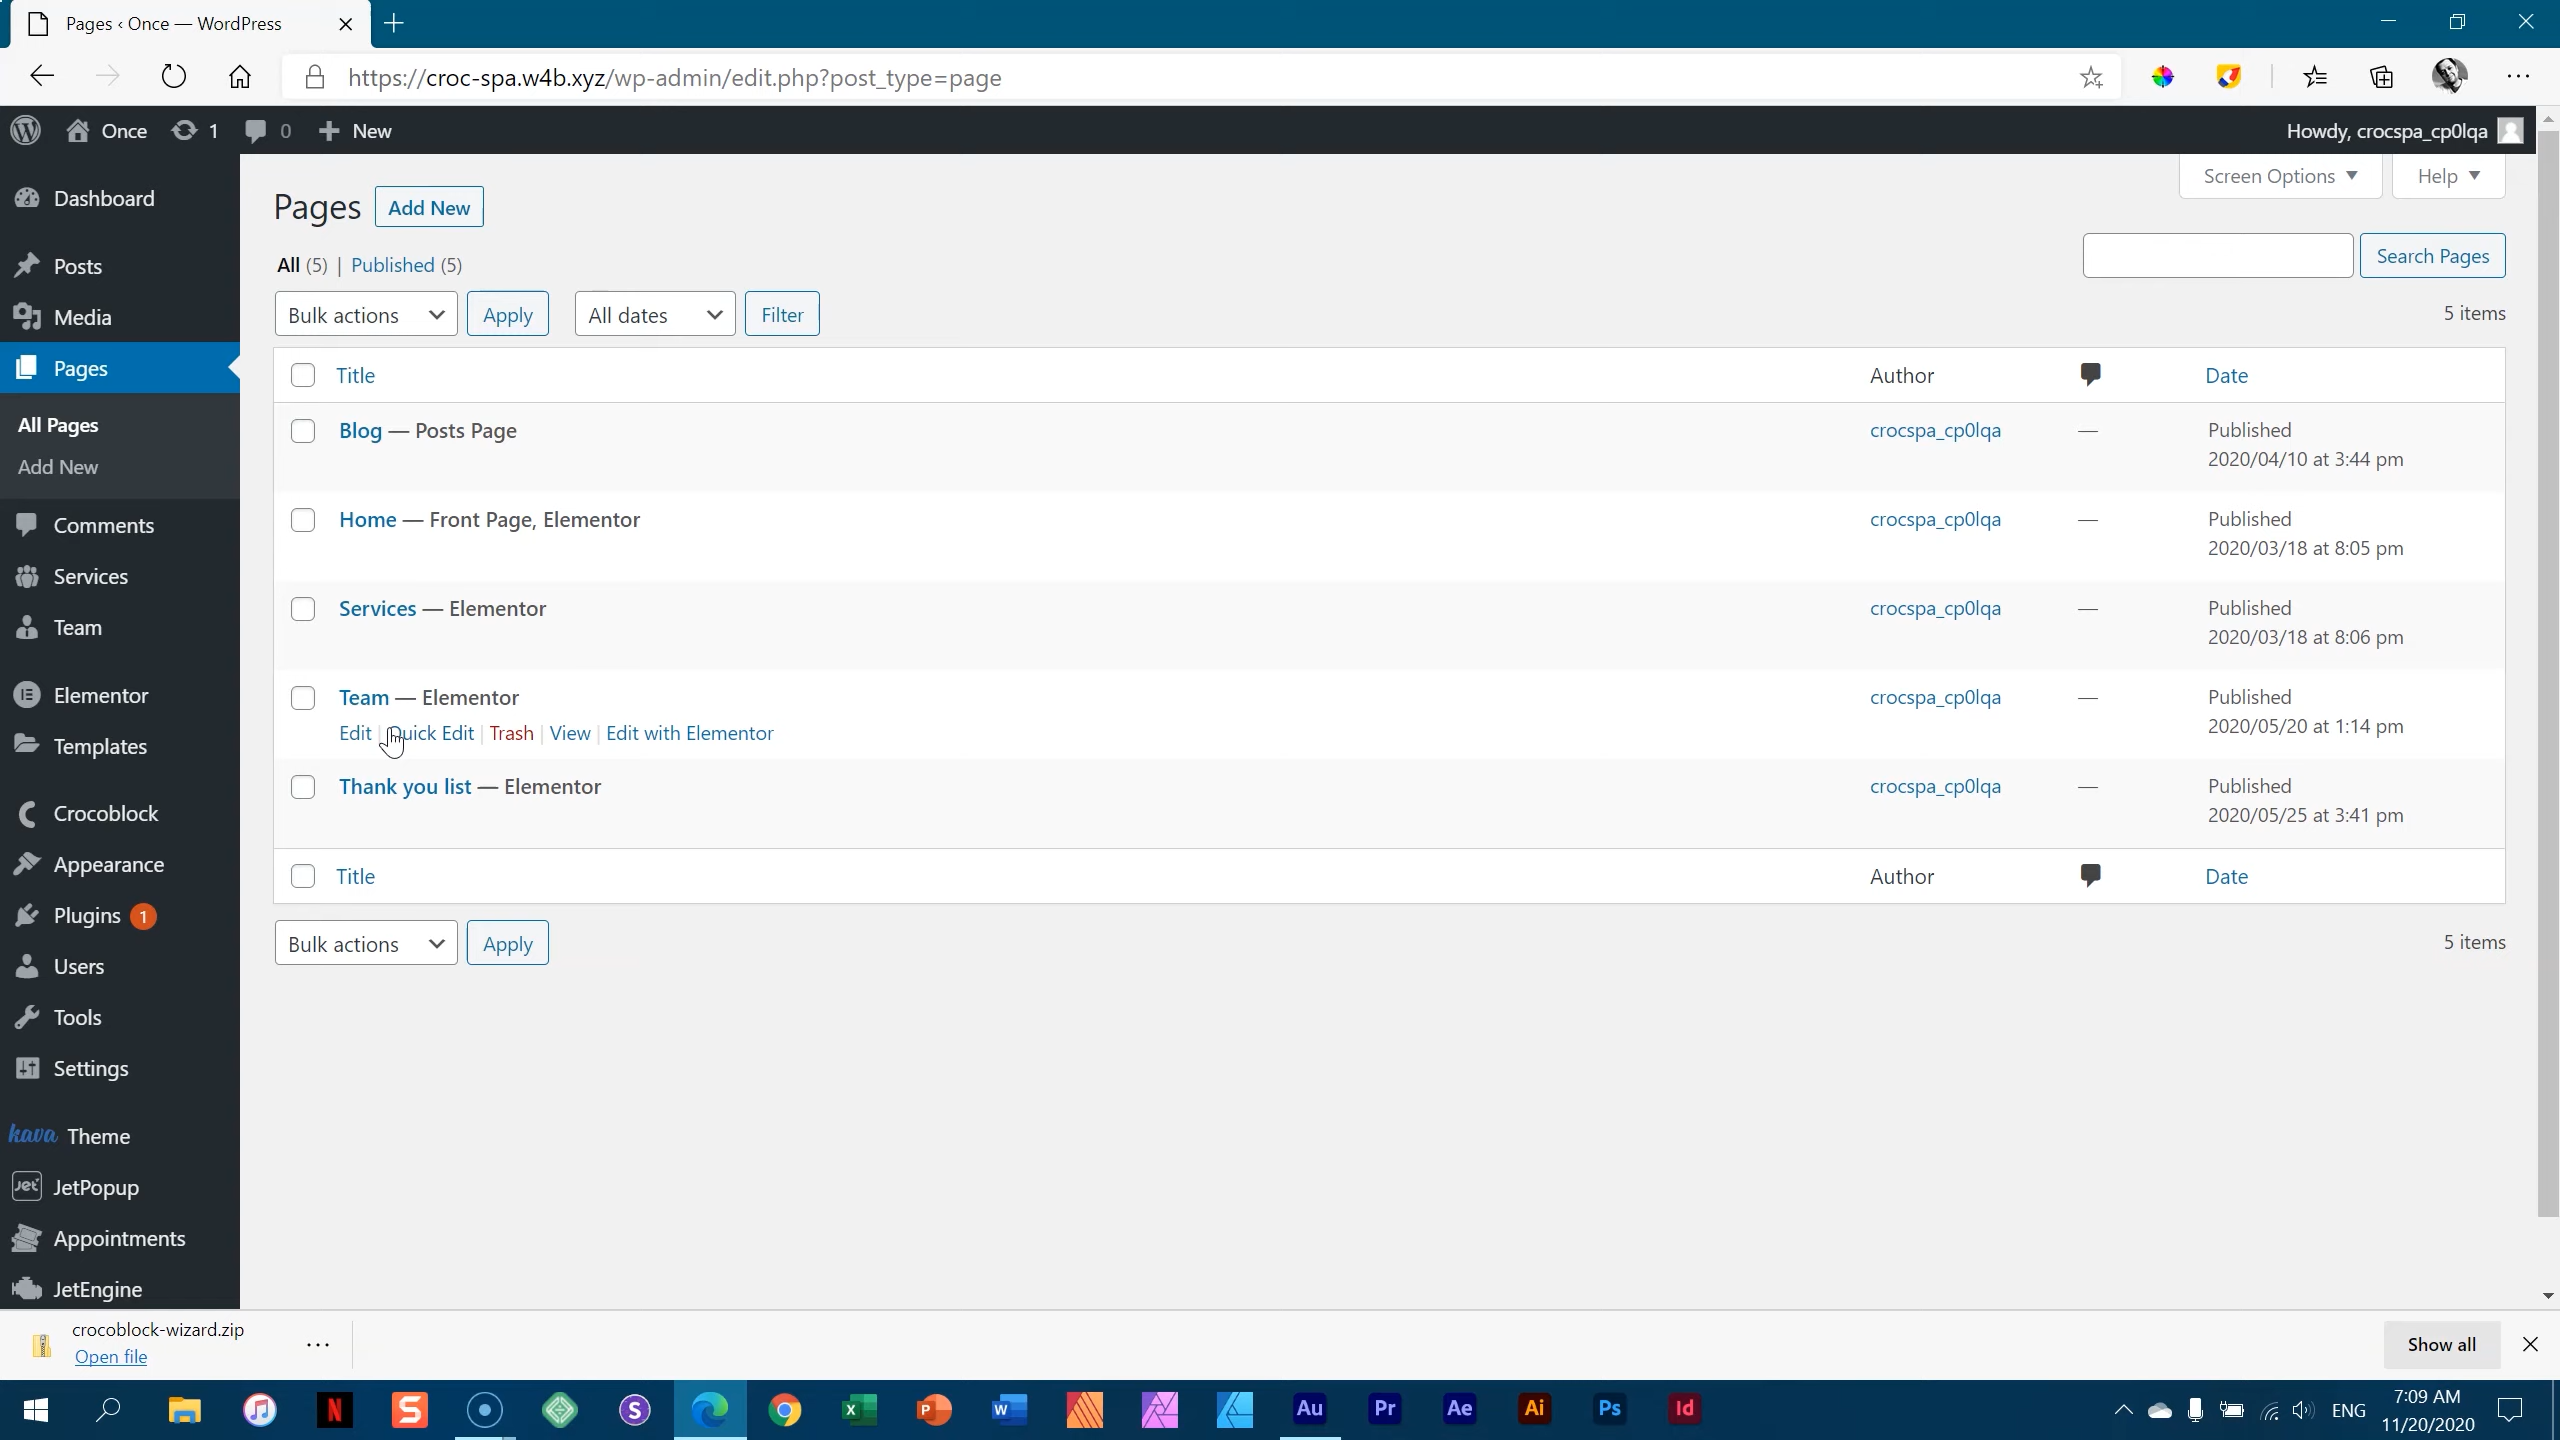 Pages ‹ Once — WordPress
https://croc-spa.w4b.xyz/wp-admin/edit.php?post_type=page
Once 1 0 New
Howdy, crocspa_cp0lqa
Dashboard
Posts
Media
Pages
All Pages
Add New
Comments
Services
Team
Elementor
Templates
Crocoblock
Appearance
Plugins 1
Users
Tools
Settings
kava Theme
Jet JetPopup
Appointments
JetEngine
Screen Options Help
Pages Add New
All (5) | Published (5)
Search Pages
Bulk actions Apply All dates Filter
5 items
Title Author Date
Blog — Posts Page crocspa_cp0lqa — Published
2020/04/10 at 3:44 pm
Home — Front Page, Elementor crocspa_cp0lqa — Published
2020/03/18 at 8:05 pm
Services — Elementor crocspa_cp0lqa — Published
2020/03/18 at 8:06 pm
Team — Elementor crocspa_cp0lqa — Published
Edit | Quick Edit | Trash | View | Edit with Elementor 2020/05/20 at 1:14 pm
Thank you list — Elementor crocspa_cp0lqa — Published
2020/05/25 at 3:41 pm
Title Author Date
Bulk actions Apply
5 items
crocoblock-wizard.zip
Open file
Show all
N S S X P W Au Pr Ae Ai Ps Id
ENG
7:09 AM
11/20/2020